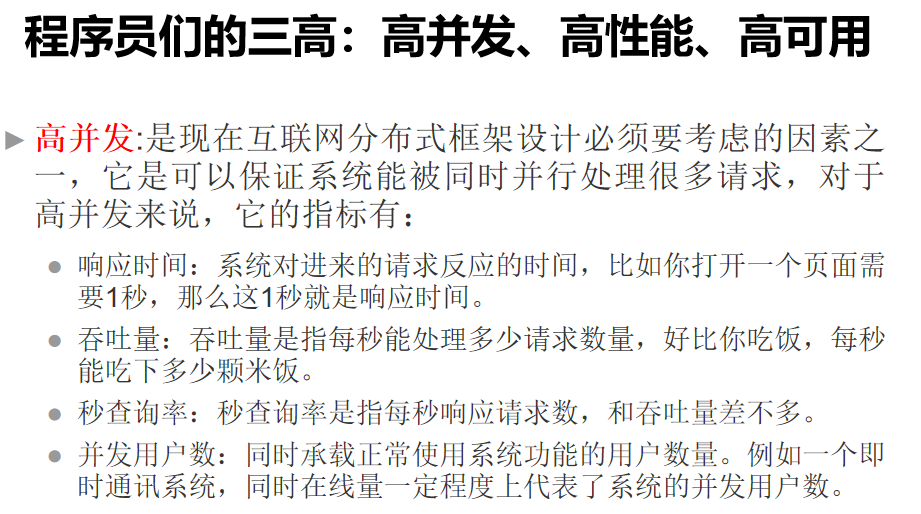 程序员们的三高：高并发、高性能、高可用
高并发:是现在互联网分布式框架设计必须要考虑的因素之
一，它是可以保证系统能被同时并行处理很多请求，对于
高并发来说，它的指标有：
响应时间：系统对进来的请求反应的时间，比如你打开一个页面需
要1秒，那么这1秒就是响应时间。
吞吐量：吞吐量是指每秒能处理多少请求数量，好比你吃饭，每秒
能吃下多少颗米饭。
秒查询率：秒查询率是指每秒响应请求数，和吞吐量差不多。
并发用户数：同时承载正常使用系统功能的用户数量。例如一个即
时通讯系统，同时在线量一定程度上代表了系统的并发用户数。